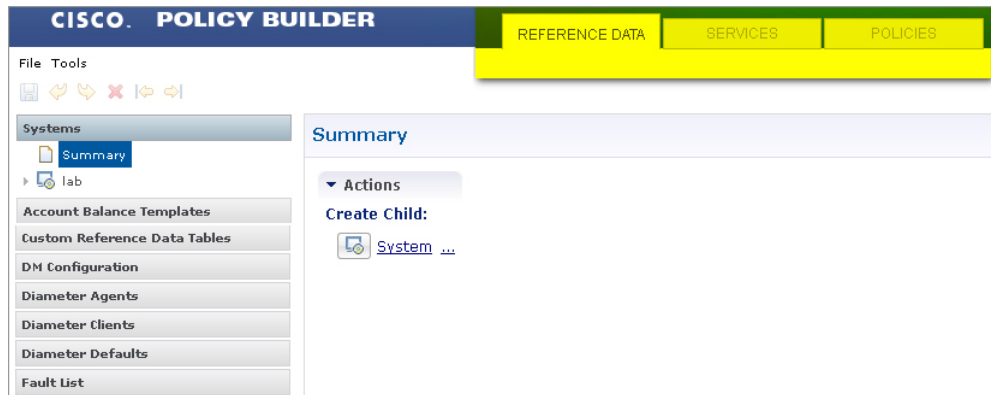 CISCO. POLICY BUILDER
REFERENCE DATA SERVICES POLICIES
File Tools
Systems
Summary
lab
Account Balance Templates
Custom Reference Data Tables
DM Configuration
Diameter Agents
Diameter Clients
Diameter Defaults
Fault List
Summary
Actions
Create Child:
System ...